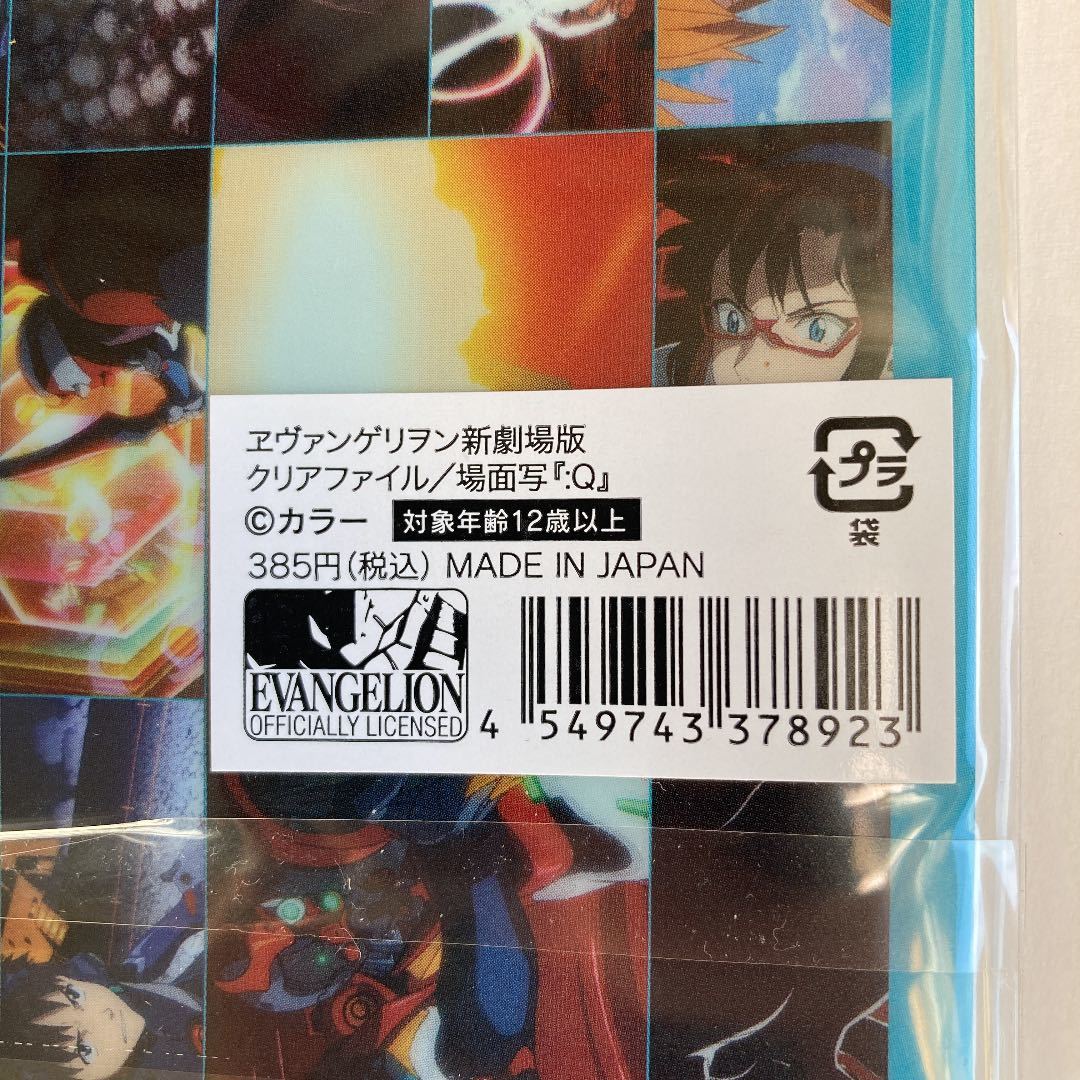 ヱヴァンゲリヲン新劇場版
クリアファイル/場面写『:Q』
©カラー 対象年齢12歳以上
385円(税込) MADE IN JAPAN
プラ
袋
EVANGELION
OFFICIALLY LICENSED
4 549743 378923